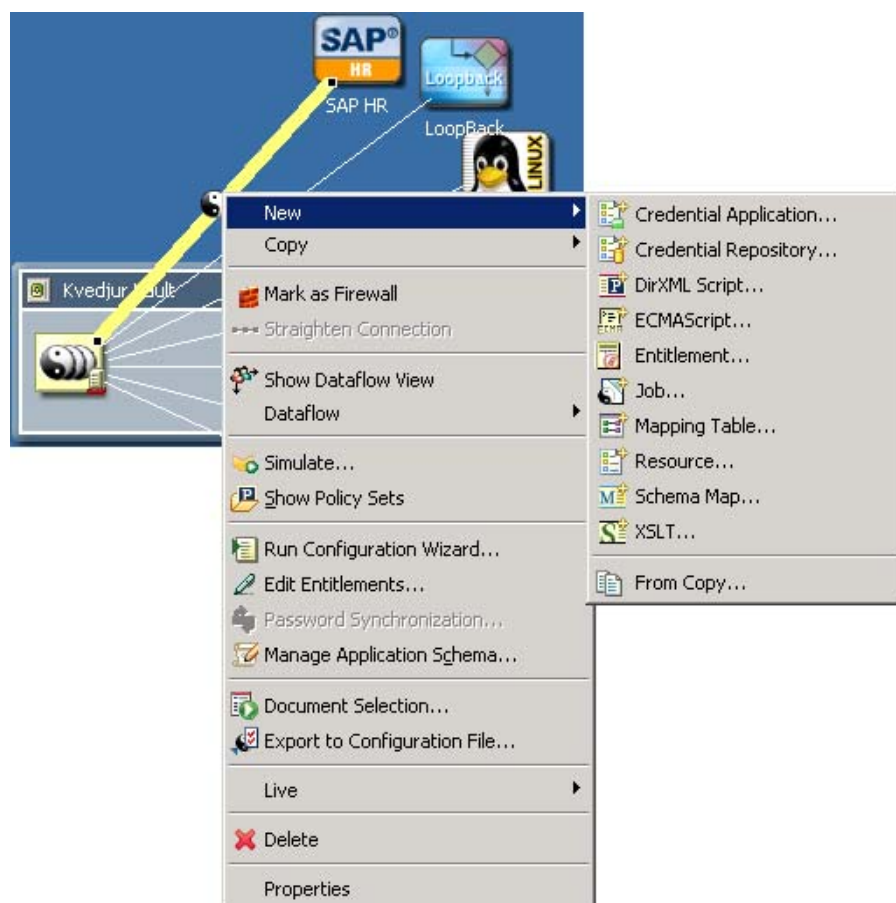 SAP®
HR
SAP HR
Loopback
LoopBack
LINUX
Kvedjur Vault
New
Copy
Mark as Firewall
Straighten Connection
Show Dataflow View
Dataflow
Simulate...
Show Policy Sets
Run Configuration Wizard...
Edit Entitlements...
Password Synchronization...
Manage Application Schema...
Document Selection...
Export to Configuration File...
Live
Delete
Properties
Credential Application...
Credential Repository...
DirXML Script...
ECMAScript...
Entitlement...
Job...
Mapping Table...
Resource...
Schema Map...
XSLT...
From Copy...